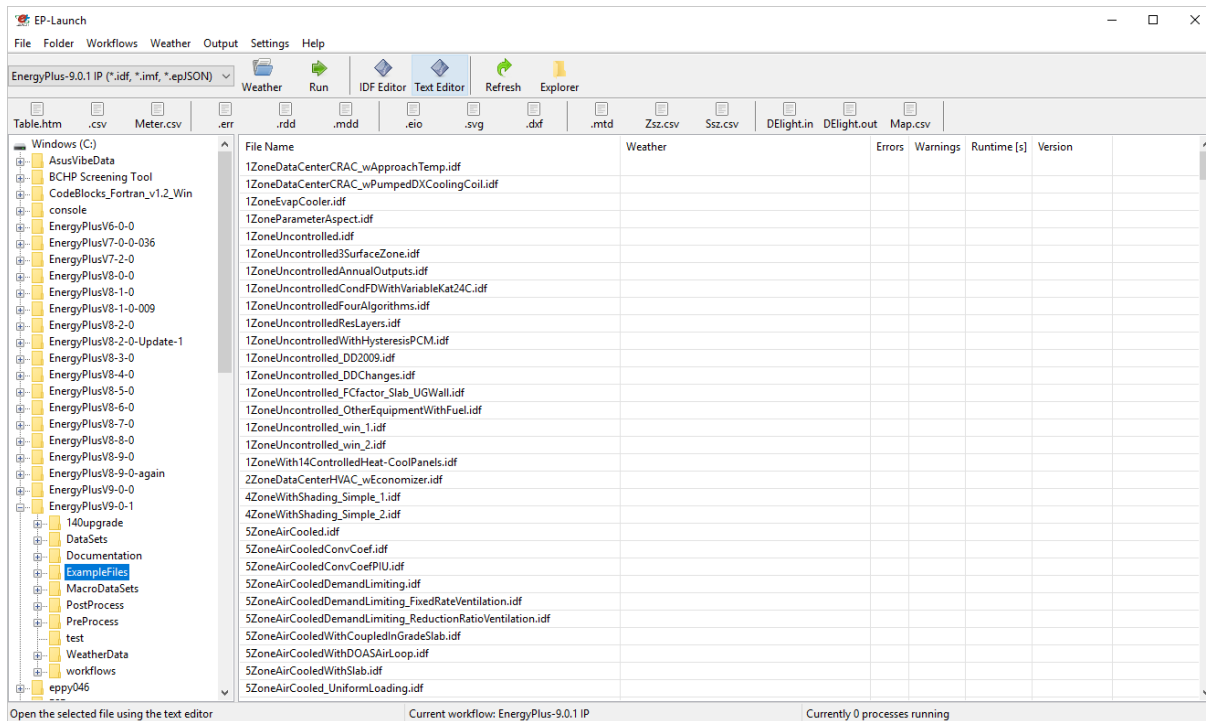 EP-Launch
File Folder Workflows Weather Output Settings Help
EnergyPlus-9.0.1 IP (*.idf, *.imf, *.epJSON)
Weather Run IDF Editor Text Editor Refresh Explorer
Table.htm .csv Meter.csv .err .rdd .mdd .eio .svg .dxf .mtd Zsz.csv Ssz.csv DElight.in DElight.out Map.csv
Windows (C:)
AsusVibeData
BCHP Screening Tool
CodeBlocks_Fortran_v1.2_Win
console
EnergyPlusV6-0-0
EnergyPlusV7-0-0-036
EnergyPlusV7-2-0
EnergyPlusV8-0-0
EnergyPlusV8-1-0
EnergyPlusV8-1-0-009
EnergyPlusV8-2-0
EnergyPlusV8-2-0-Update-1
EnergyPlusV8-3-0
EnergyPlusV8-4-0
EnergyPlusV8-5-0
EnergyPlusV8-6-0
EnergyPlusV8-7-0
EnergyPlusV8-8-0
EnergyPlusV8-9-0
EnergyPlusV8-9-0-again
EnergyPlusV9-0-0
EnergyPlusV9-0-1
140upgrade
DataSets
Documentation
ExampleFiles
MacroDataSets
PostProcess
PreProcess
test
WeatherData
workflows
eppy046
File Name Weather Errors Warnings Runtime [s] Version
1ZoneDataCenterCRAC_wApproachTemp.idf
1ZoneDataCenterCRAC_wPumpedDXCoolingCoil.idf
1ZoneEvapCooler.idf
1ZoneParameterAspect.idf
1ZoneUncontrolled.idf
1ZoneUncontrolled3SurfaceZone.idf
1ZoneUncontrolledAnnualOutputs.idf
1ZoneUncontrolledCondFDWithVariableKat24C.idf
1ZoneUncontrolledFourAlgorithms.idf
1ZoneUncontrolledResLayers.idf
1ZoneUncontrolledWithHysteresisPCM.idf
1ZoneUncontrolled_DD2009.idf
1ZoneUncontrolled_DDChanges.idf
1ZoneUncontrolled_FCfactor_Slab_UGWall.idf
1ZoneUncontrolled_OtherEquipmentWithFuel.idf
1ZoneUncontrolled_win_1.idf
1ZoneUncontrolled_win_2.idf
1ZoneWith14ControlledHeat-CoolPanels.idf
2ZoneDataCenterHVAC_wEconomizer.idf
4ZoneWithShading_Simple_1.idf
4ZoneWithShading_Simple_2.idf
5ZoneAirCooled.idf
5ZoneAirCooledConvCoef.idf
5ZoneAirCooledConvCoefPIU.idf
5ZoneAirCooledDemandLimiting.idf
5ZoneAirCooledDemandLimiting_FixedRateVentilation.idf
5ZoneAirCooledDemandLimiting_ReductionRatioVentilation.idf
5ZoneAirCooledWithCoupledInGradeSlab.idf
5ZoneAirCooledWithDOASAirLoop.idf
5ZoneAirCooledWithSlab.idf
5ZoneAirCooled_UniformLoading.idf
Open the selected file using the text editor Current workflow: EnergyPlus-9.0.1 IP Currently 0 processes running